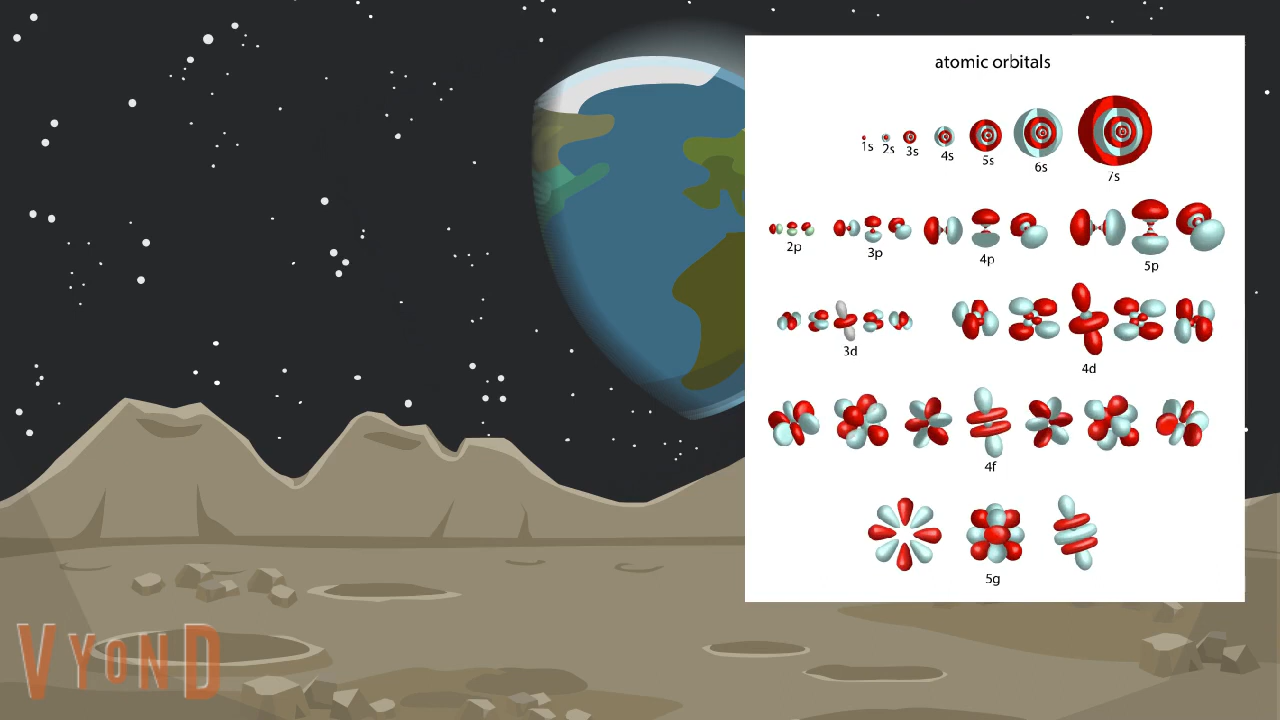 atomic orbitals
1s 2s 3s 4s 5s 6s 7s
2p 3p 4p 5p
3d 4d
4f
5g
VYOND